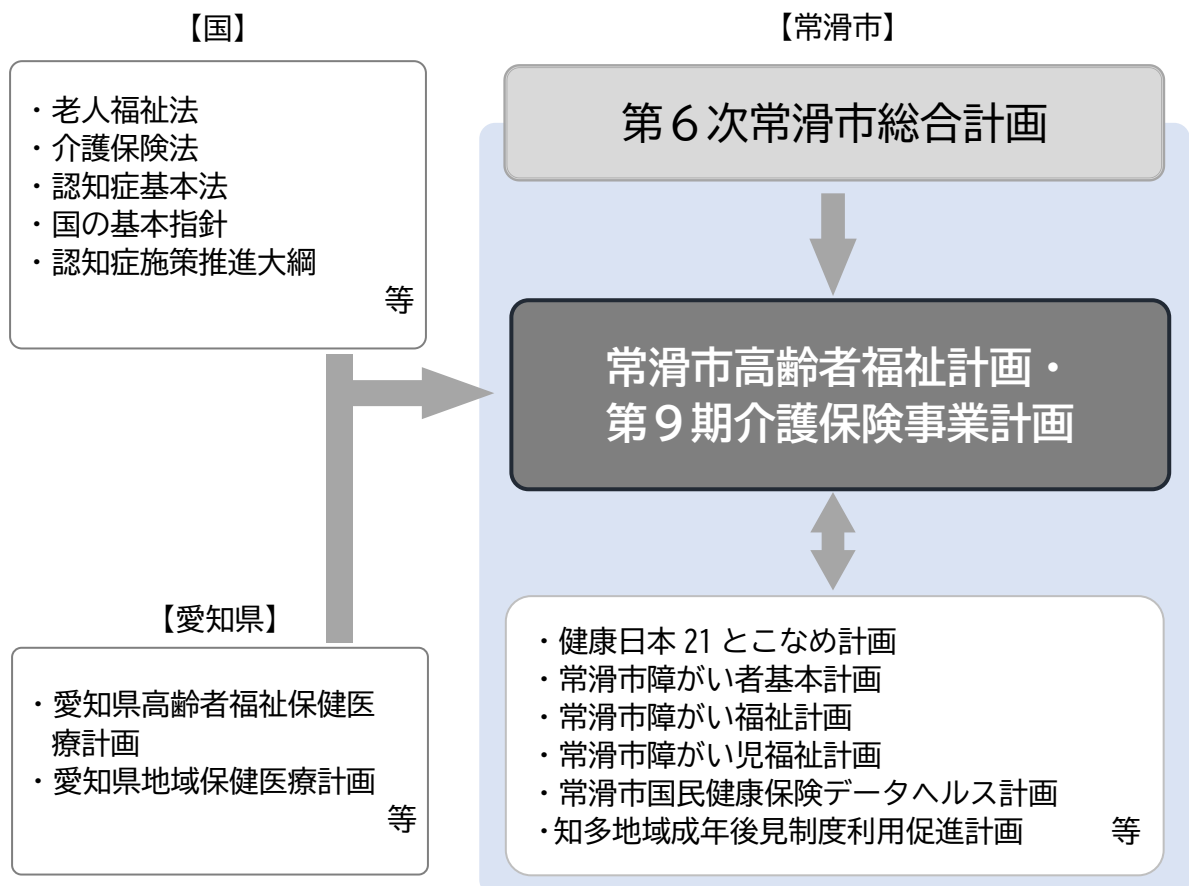 【国】
・老人福祉法
・介護保険法
・認知症基本法
・国の基本指針
・認知症施策推進大綱
等
【愛知県】
・愛知県高齢者福祉保健医
療計画
・愛知県地域保健医療計画
等
【常滑市】
第６次常滑市総合計画
常滑市高齢者福祉計画・
第９期介護保険事業計画
・健康日本 21 とこなめ計画
・常滑市障がい者基本計画
・常滑市障がい福祉計画
・常滑市障がい児福祉計画
・常滑市国民健康保険データヘルス計画
・知多地域成年後見制度利用促進計画 等